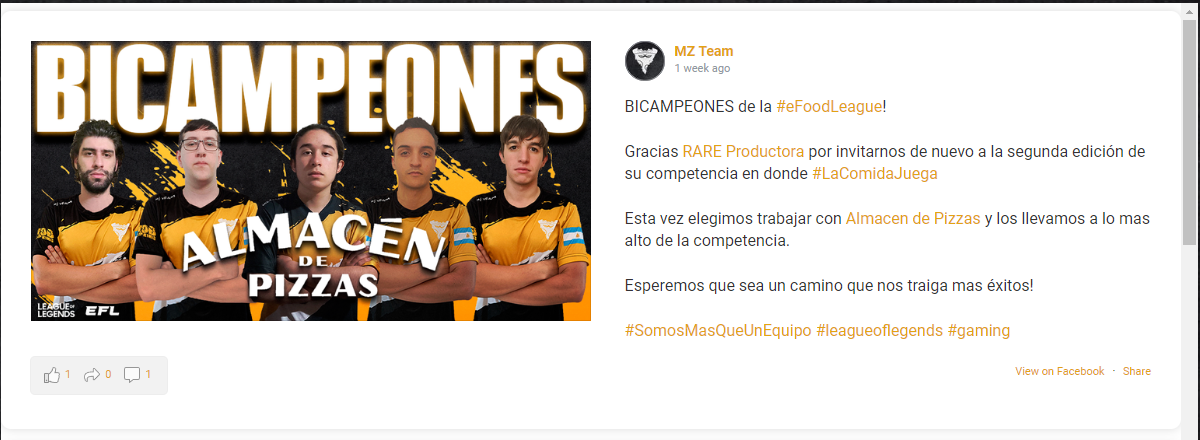 BICAMPEONES
ALMACÉN
DE
PIZZAS
LEAGUE OF
LEGENDS
EFL
MZ Team
1 week ago
BICAMPEONES de la #eFoodLeague!
Gracias RARE Productora por invitarnos de nuevo a la segunda edición de
su competencia en donde #LaComidaJuega
Esta vez elegimos trabajar con Almacen de Pizzas y los llevamos a lo mas
alto de la competencia.
Esperemos que sea un camino que nos traiga mas éxitos!
#SomosMasQueUnEquipo #leagueoflegends #gaming
1 0 1
View on Facebook · Share